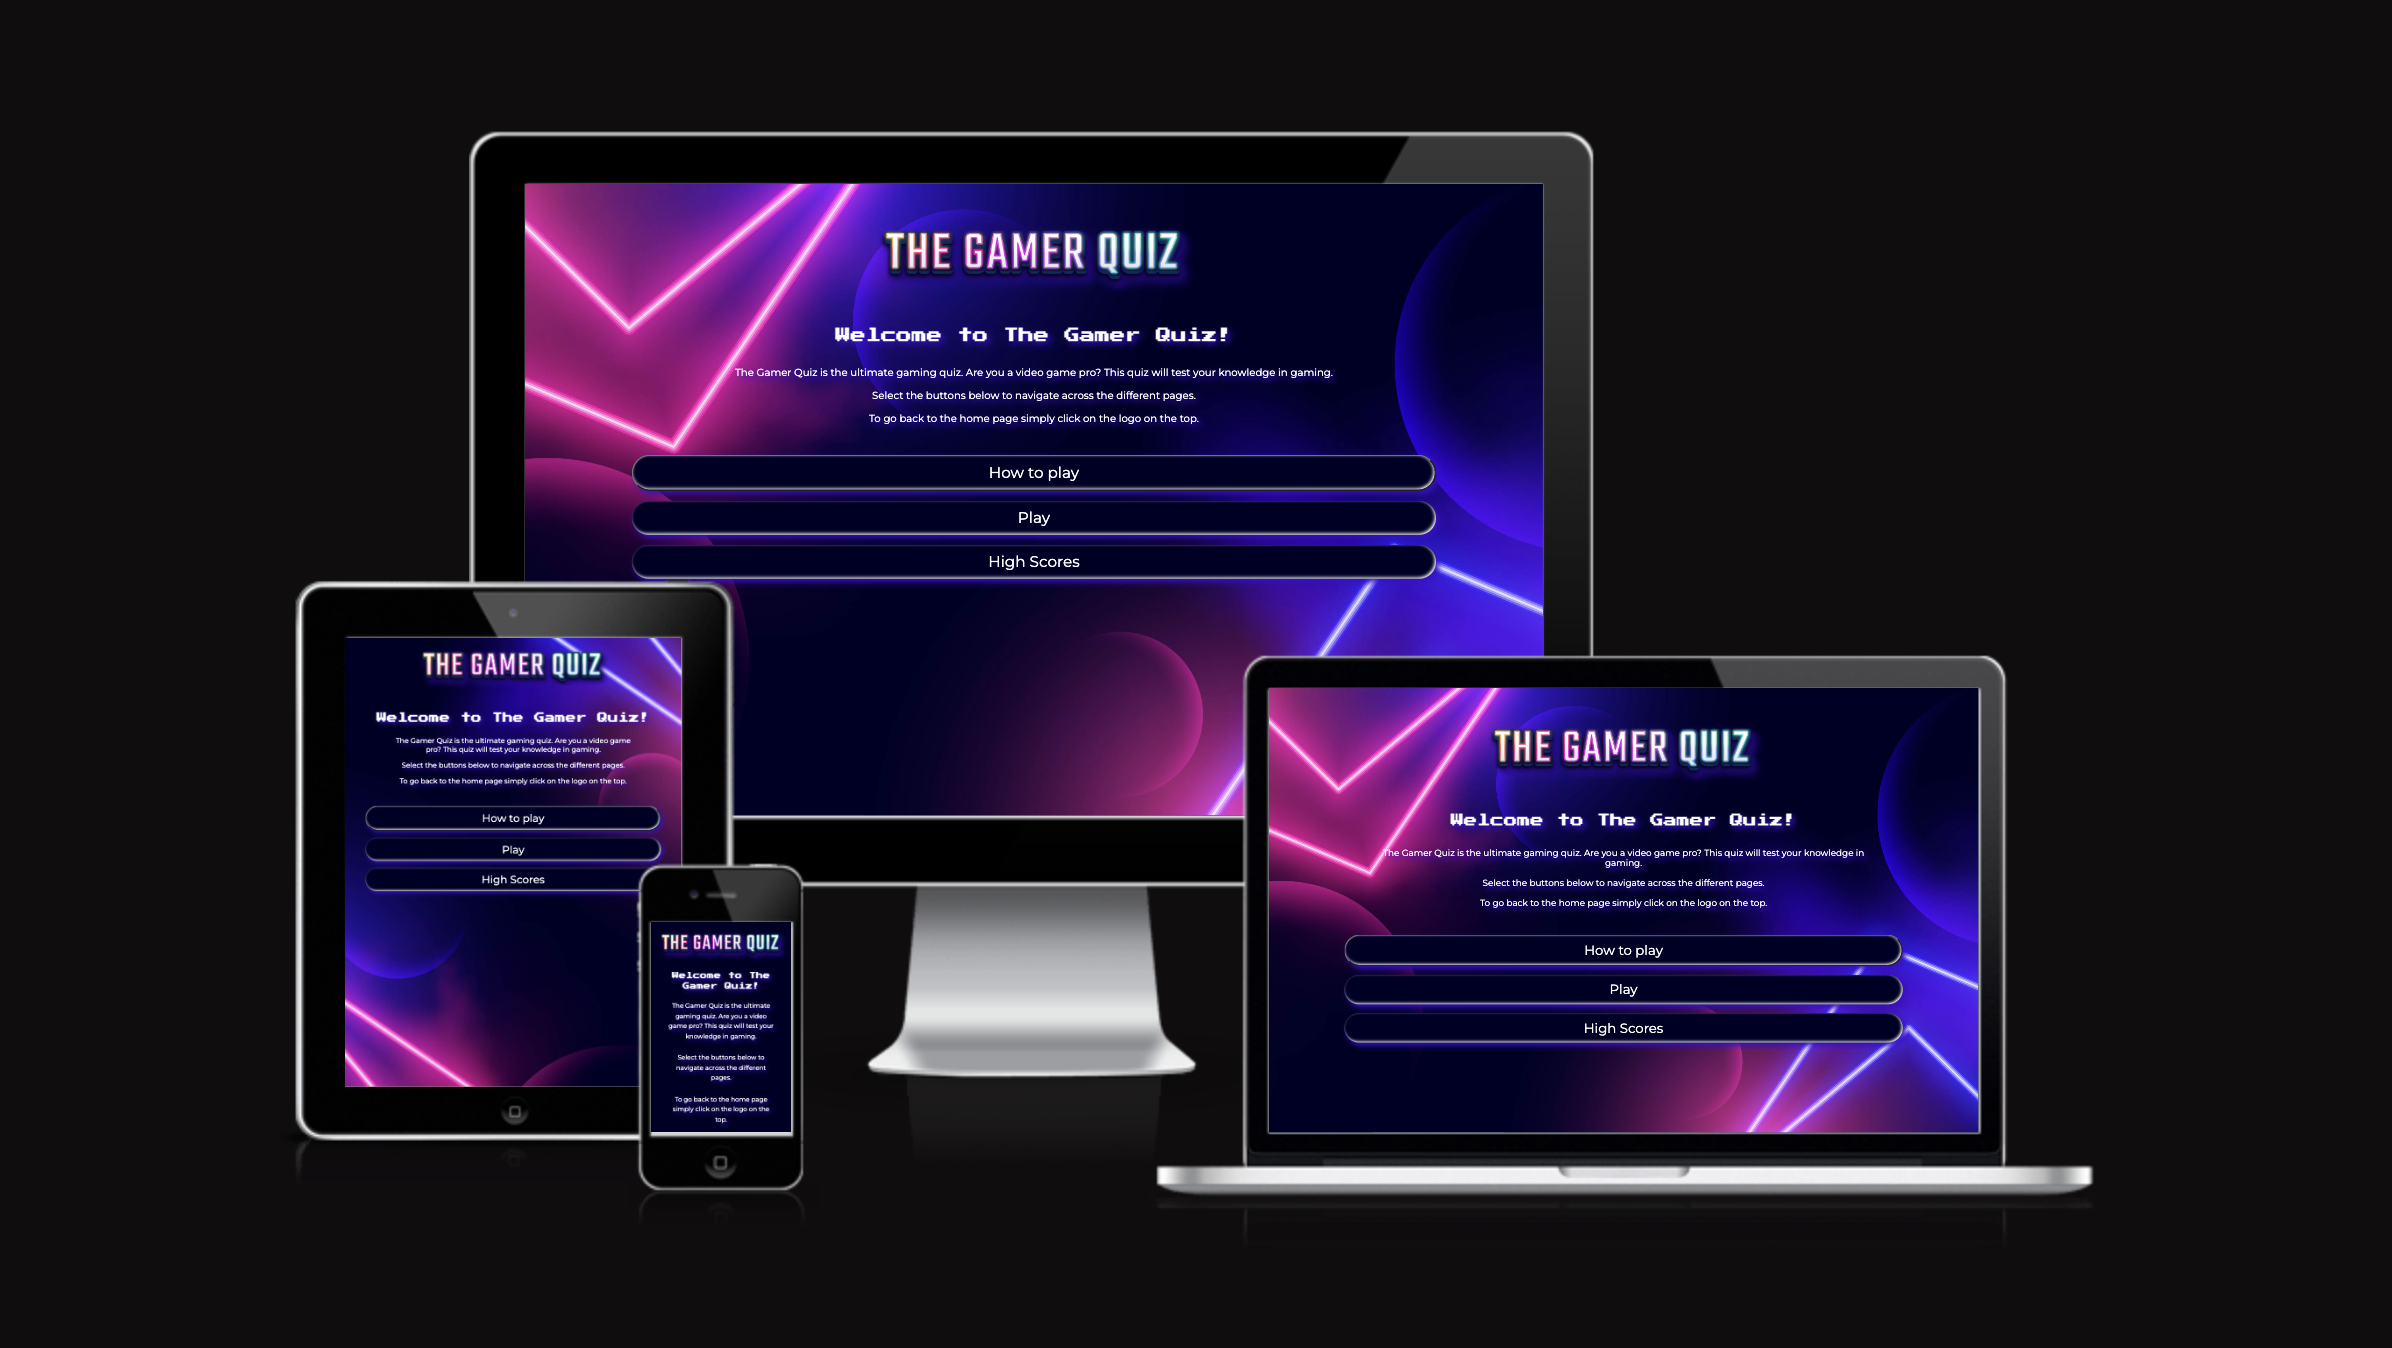 THE GAMER QUIZ
Welcome to The Gamer Quiz!
The Gamer Quiz is the ultimate gaming quiz. Are you a video game pro? This quiz will test your knowledge in gaming.
Select the buttons below to navigate across the different pages.
To go back to the home page simply click on the logo on the top.
How to play
Play
High Scores
THE GAMER QUIZ
Welcome to The Gamer Quiz!
The Gamer Quiz is the ultimate gaming quiz. Are you a video game
pro? This quiz will test your knowledge in gaming.
Select the buttons below to navigate across the different pages.
To go back to the home page simply click on the logo on the top.
How to play
Play
High Scores
THE GAMER QUIZ
Welcome to The
Gamer Quiz!
The Gamer Quiz is the ultimate
gaming quiz. Are you a video
game pro? This quiz will test your
knowledge in gaming.
Select the buttons below to
navigate across the different
pages.
To go back to the home page
simply click on the logo on the
top.
THE GAMER QUIZ
Welcome to The Gamer Quiz!
The Gamer Quiz is the ultimate gaming quiz. Are you a video game pro? This quiz will test your knowledge in
gaming.
Select the buttons below to navigate across the different pages.
To go back to the home page simply click on the logo on the top.
How to play
Play
High Scores